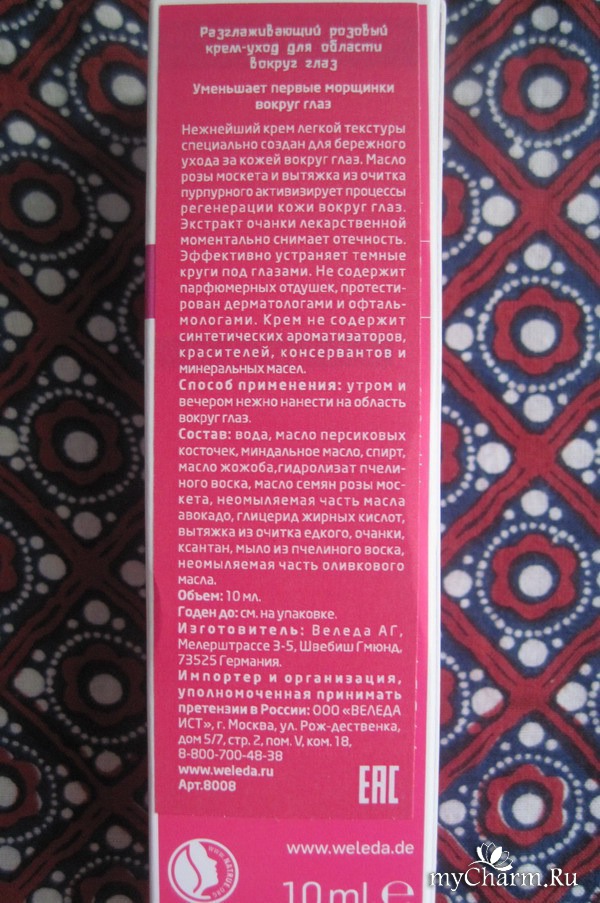 Разглаживающий розовый
крем-уход для области
вокруг глаз
Уменьшает первые морщинки
вокруг глаз
Нежнейший крем легкой текстуры
специально создан для бережного
ухода за кожей вокруг глаз. Масло
розы москета и вытяжка из очитка
пурпурного активизирует процессы
регенерации кожи вокруг глаз.
Экстракт очанки лекарственной
моментально снимает отечность.
Эффективно устраняет темные
круги под глазами. Не содержит
парфюмерных отдушек, протести-
рован дерматологами и офталь-
мологами. Крем не содержит
синтетических ароматизаторов,
красителей, консервантов и
минеральных масел.
Способ применения: утром и
вечером нежно нанести на область
вокруг глаз.
Состав: вода, масло персиковых
косточек, миндальное масло, спирт,
масло жожоба,гидролизат пчели-
ного воска, масло семян розы мос-
кета, неомыляемая часть масла
авокадо, глицерид жирных кислот,
вытяжка из очитка едкого, очанки,
ксантан, мыло из пчелиного воска,
неомыляемая часть оливкового
масла.
Объем: 10 мл.
Годен до: см. на упаковке.
Изготовитель: Веледа АГ,
Мелерштрассе 3-5, Швебиш Гмюнд,
73525 Германия.
Импортер и организация,
уполномоченная принимать
претензии в России: ООО «ВЕЛЕДА
ИСТ», г. Москва, ул. Рож-дественка,
дом 5/7, стр. 2, пом. V, ком. 18,
8-800-700-48-38
www.weleda.ru
Арт.8008
EAC
www.weleda.de
www.NATRUE.org
10 ml e
myCharm.Ru